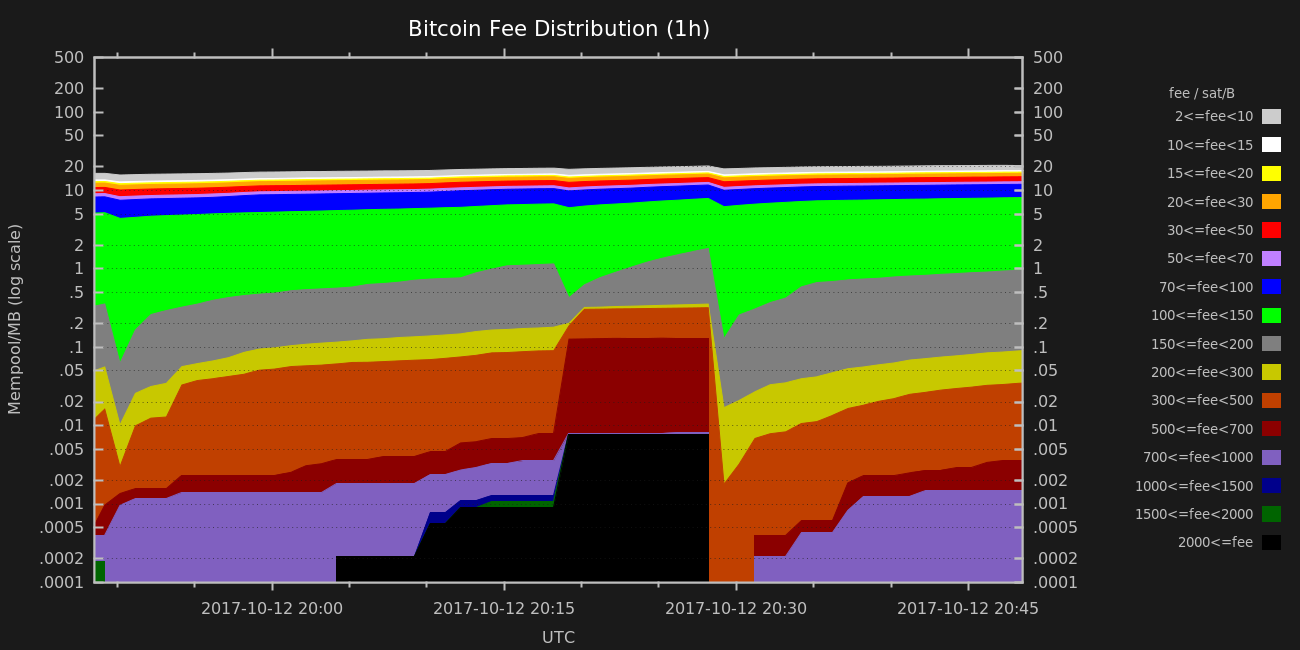 Bitcoin Fee Distribution (1h)
Mempool/MB (log scale)
500
200
100
50
20
10
5
2
1
.5
.2
.1
.05
.02
.01
.005
.002
.001
.0005
.0002
.0001
500
200
100
50
20
10
5
2
1
.5
.2
.1
.05
.02
.01
.005
.002
.001
.0005
.0002
.0001
2017-10-12 20:00
2017-10-12 20:15
2017-10-12 20:30
2017-10-12 20:45
UTC
fee / sat/B
2<=fee<10
10<=fee<15
15<=fee<20
20<=fee<30
30<=fee<50
50<=fee<70
70<=fee<100
100<=fee<150
150<=fee<200
200<=fee<300
300<=fee<500
500<=fee<700
700<=fee<1000
1000<=fee<1500
1500<=fee<2000
2000<=fee